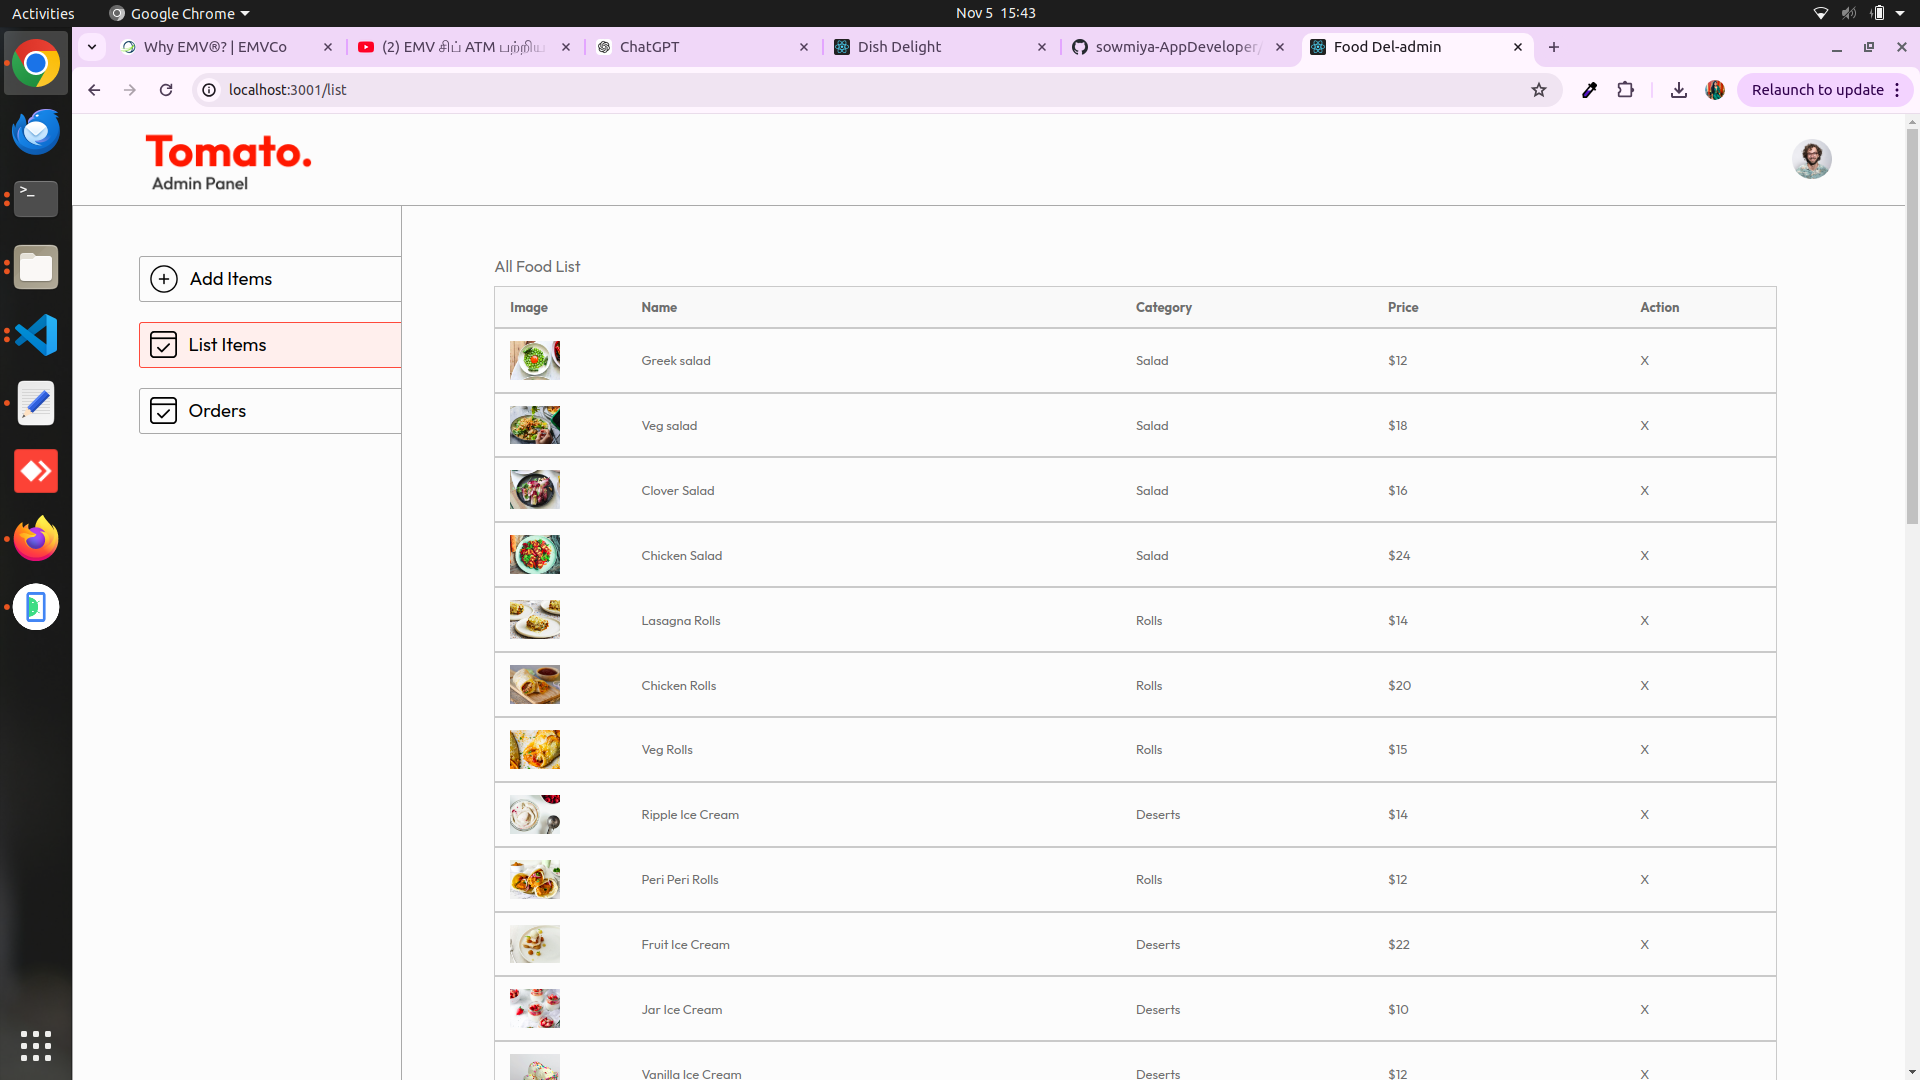 Activities Google Chrome Nov 5 15:43
Why EMV®? | EMVCo (2) EMV சிப் ATM பற்றிய ChatGPT Dish Delight sowmiya-AppDeveloper/ Food Del-admin
localhost:3001/list Relaunch to update
Tomato.
Admin Panel
Add Items
List Items
Orders
All Food List
Image Name Category Price Action
Greek salad Salad $12 X
Veg salad Salad $18 X
Clover Salad Salad $16 X
Chicken Salad Salad $24 X
Lasagna Rolls Rolls $14 X
Chicken Rolls Rolls $20 X
Veg Rolls Rolls $15 X
Ripple Ice Cream Deserts $14 X
Peri Peri Rolls Rolls $12 X
Fruit Ice Cream Deserts $22 X
Jar Ice Cream Deserts $10 X
Vanilla Ice Cream Deserts $12 X